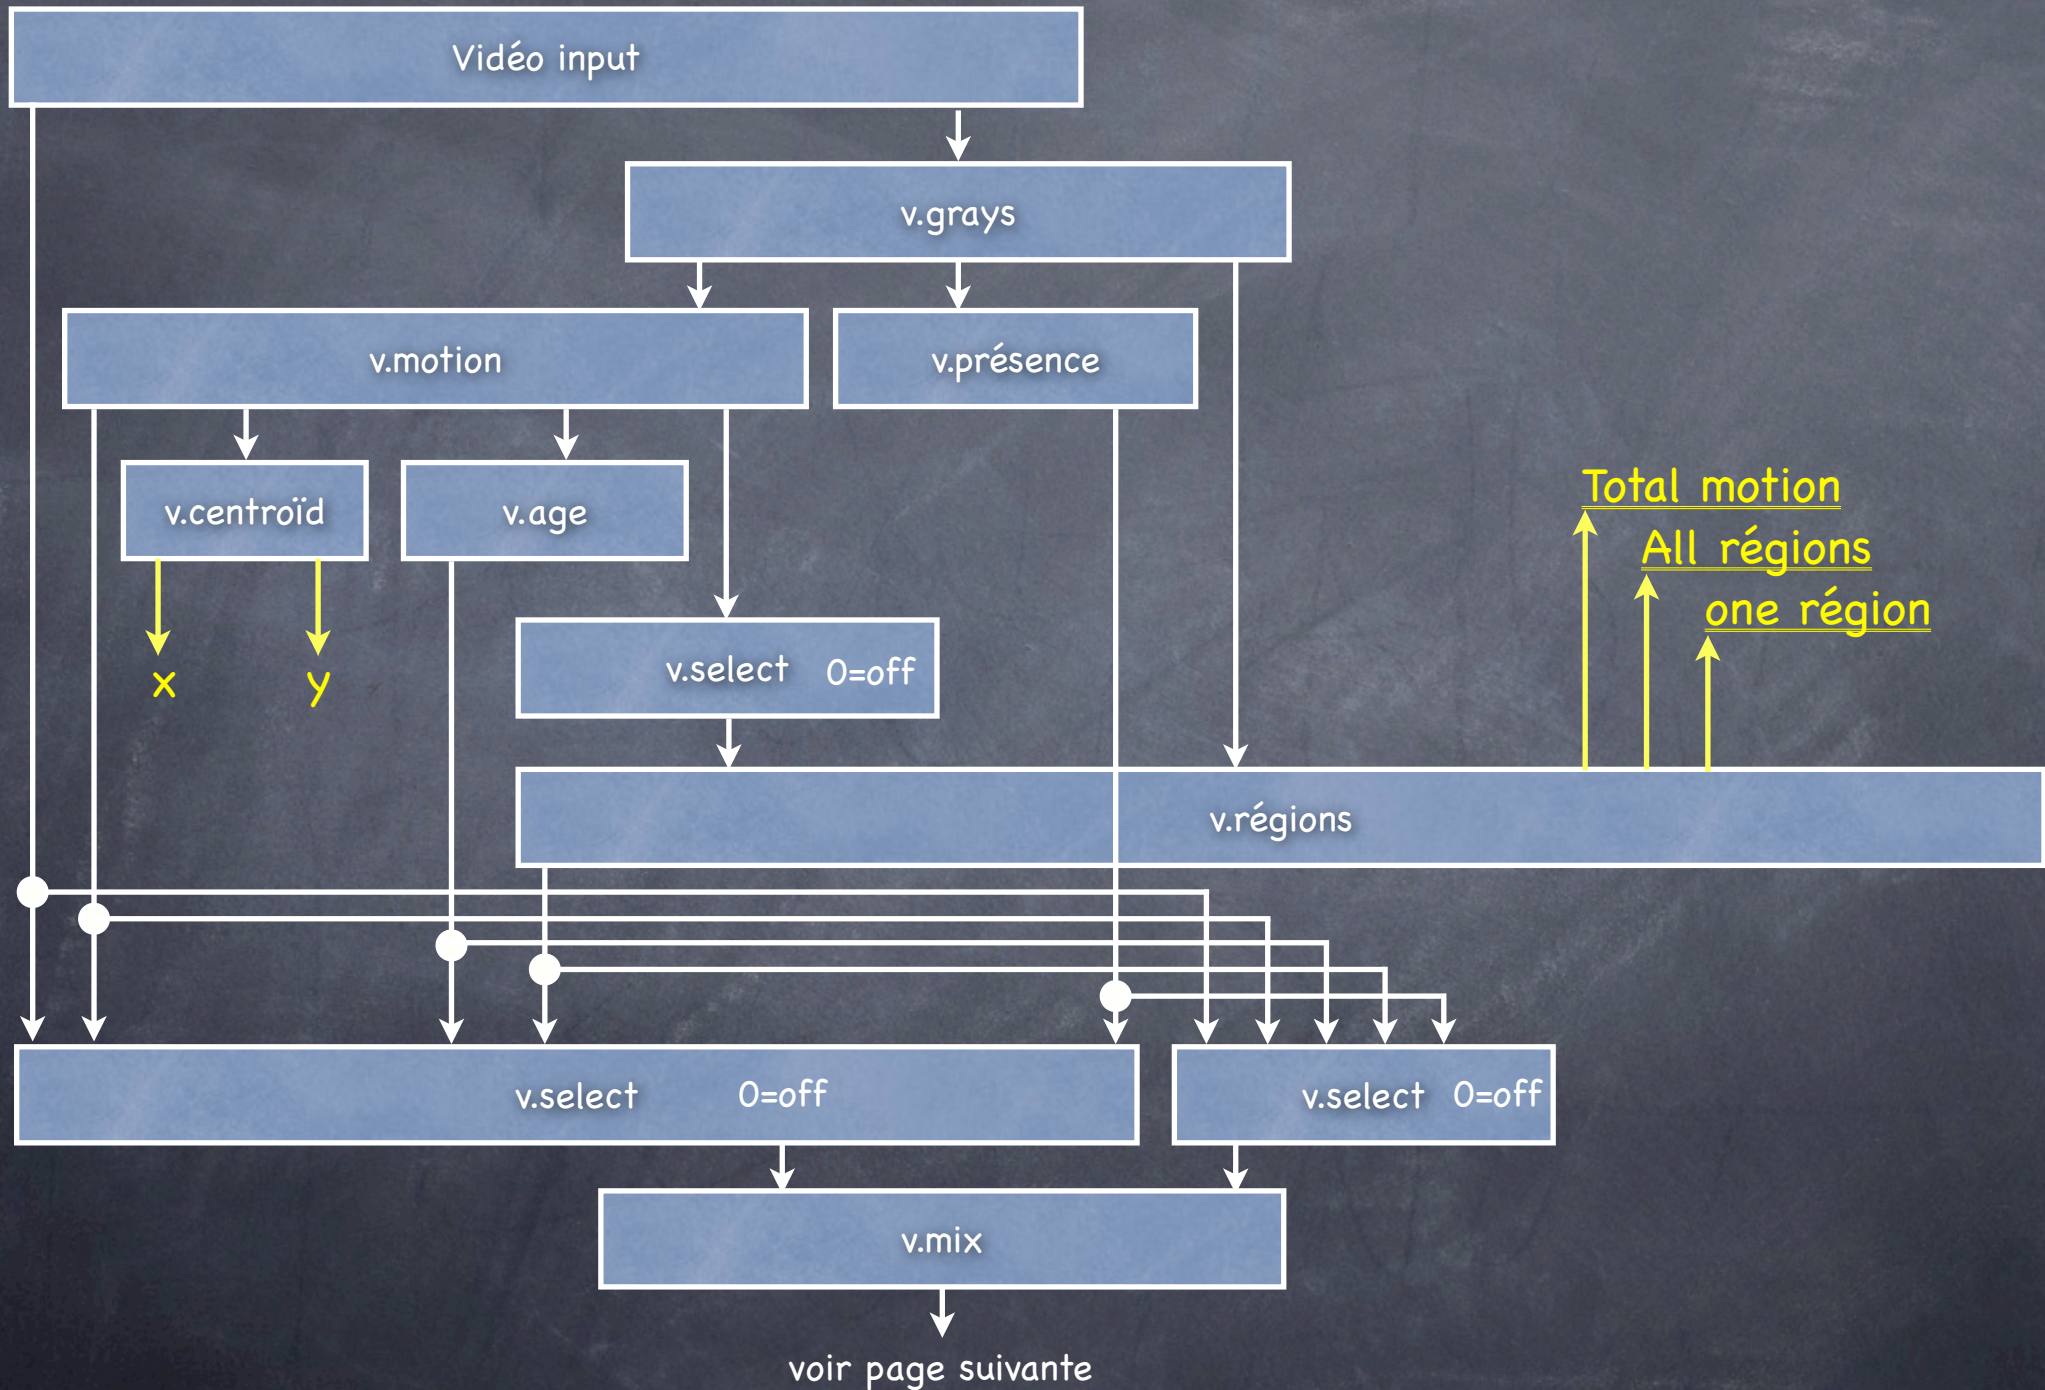 Vidéo input
v.grays
v.motion
v.présence
v.centroïd
v.age
Total motion
All régions
one région
x
y
v.select 0=off
v.régions
v.select 0=off
v.select 0=off
v.mix
voir page suivante